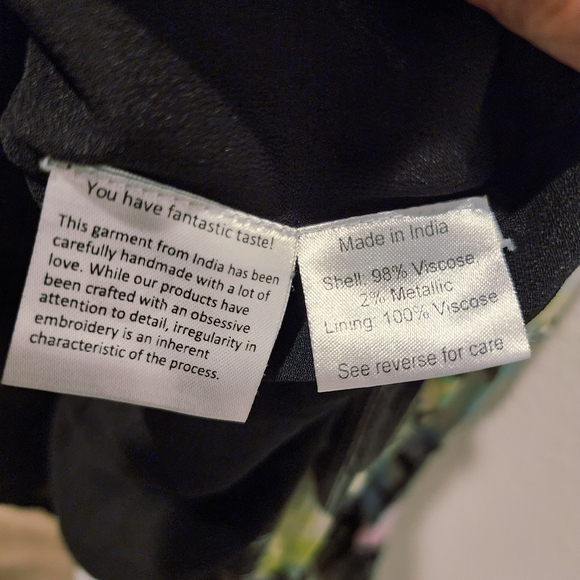 You have fantastic taste!
This garment from India has been
carefully handmade with a lot of
love. While our products have
been crafted with an obsessive
attention to detail, irregularity in
embroidery is an inherent
characteristic of the process.
Made in India
Shell: 98% Viscose
2% Metallic
Lining: 100% Viscose
See reverse for care